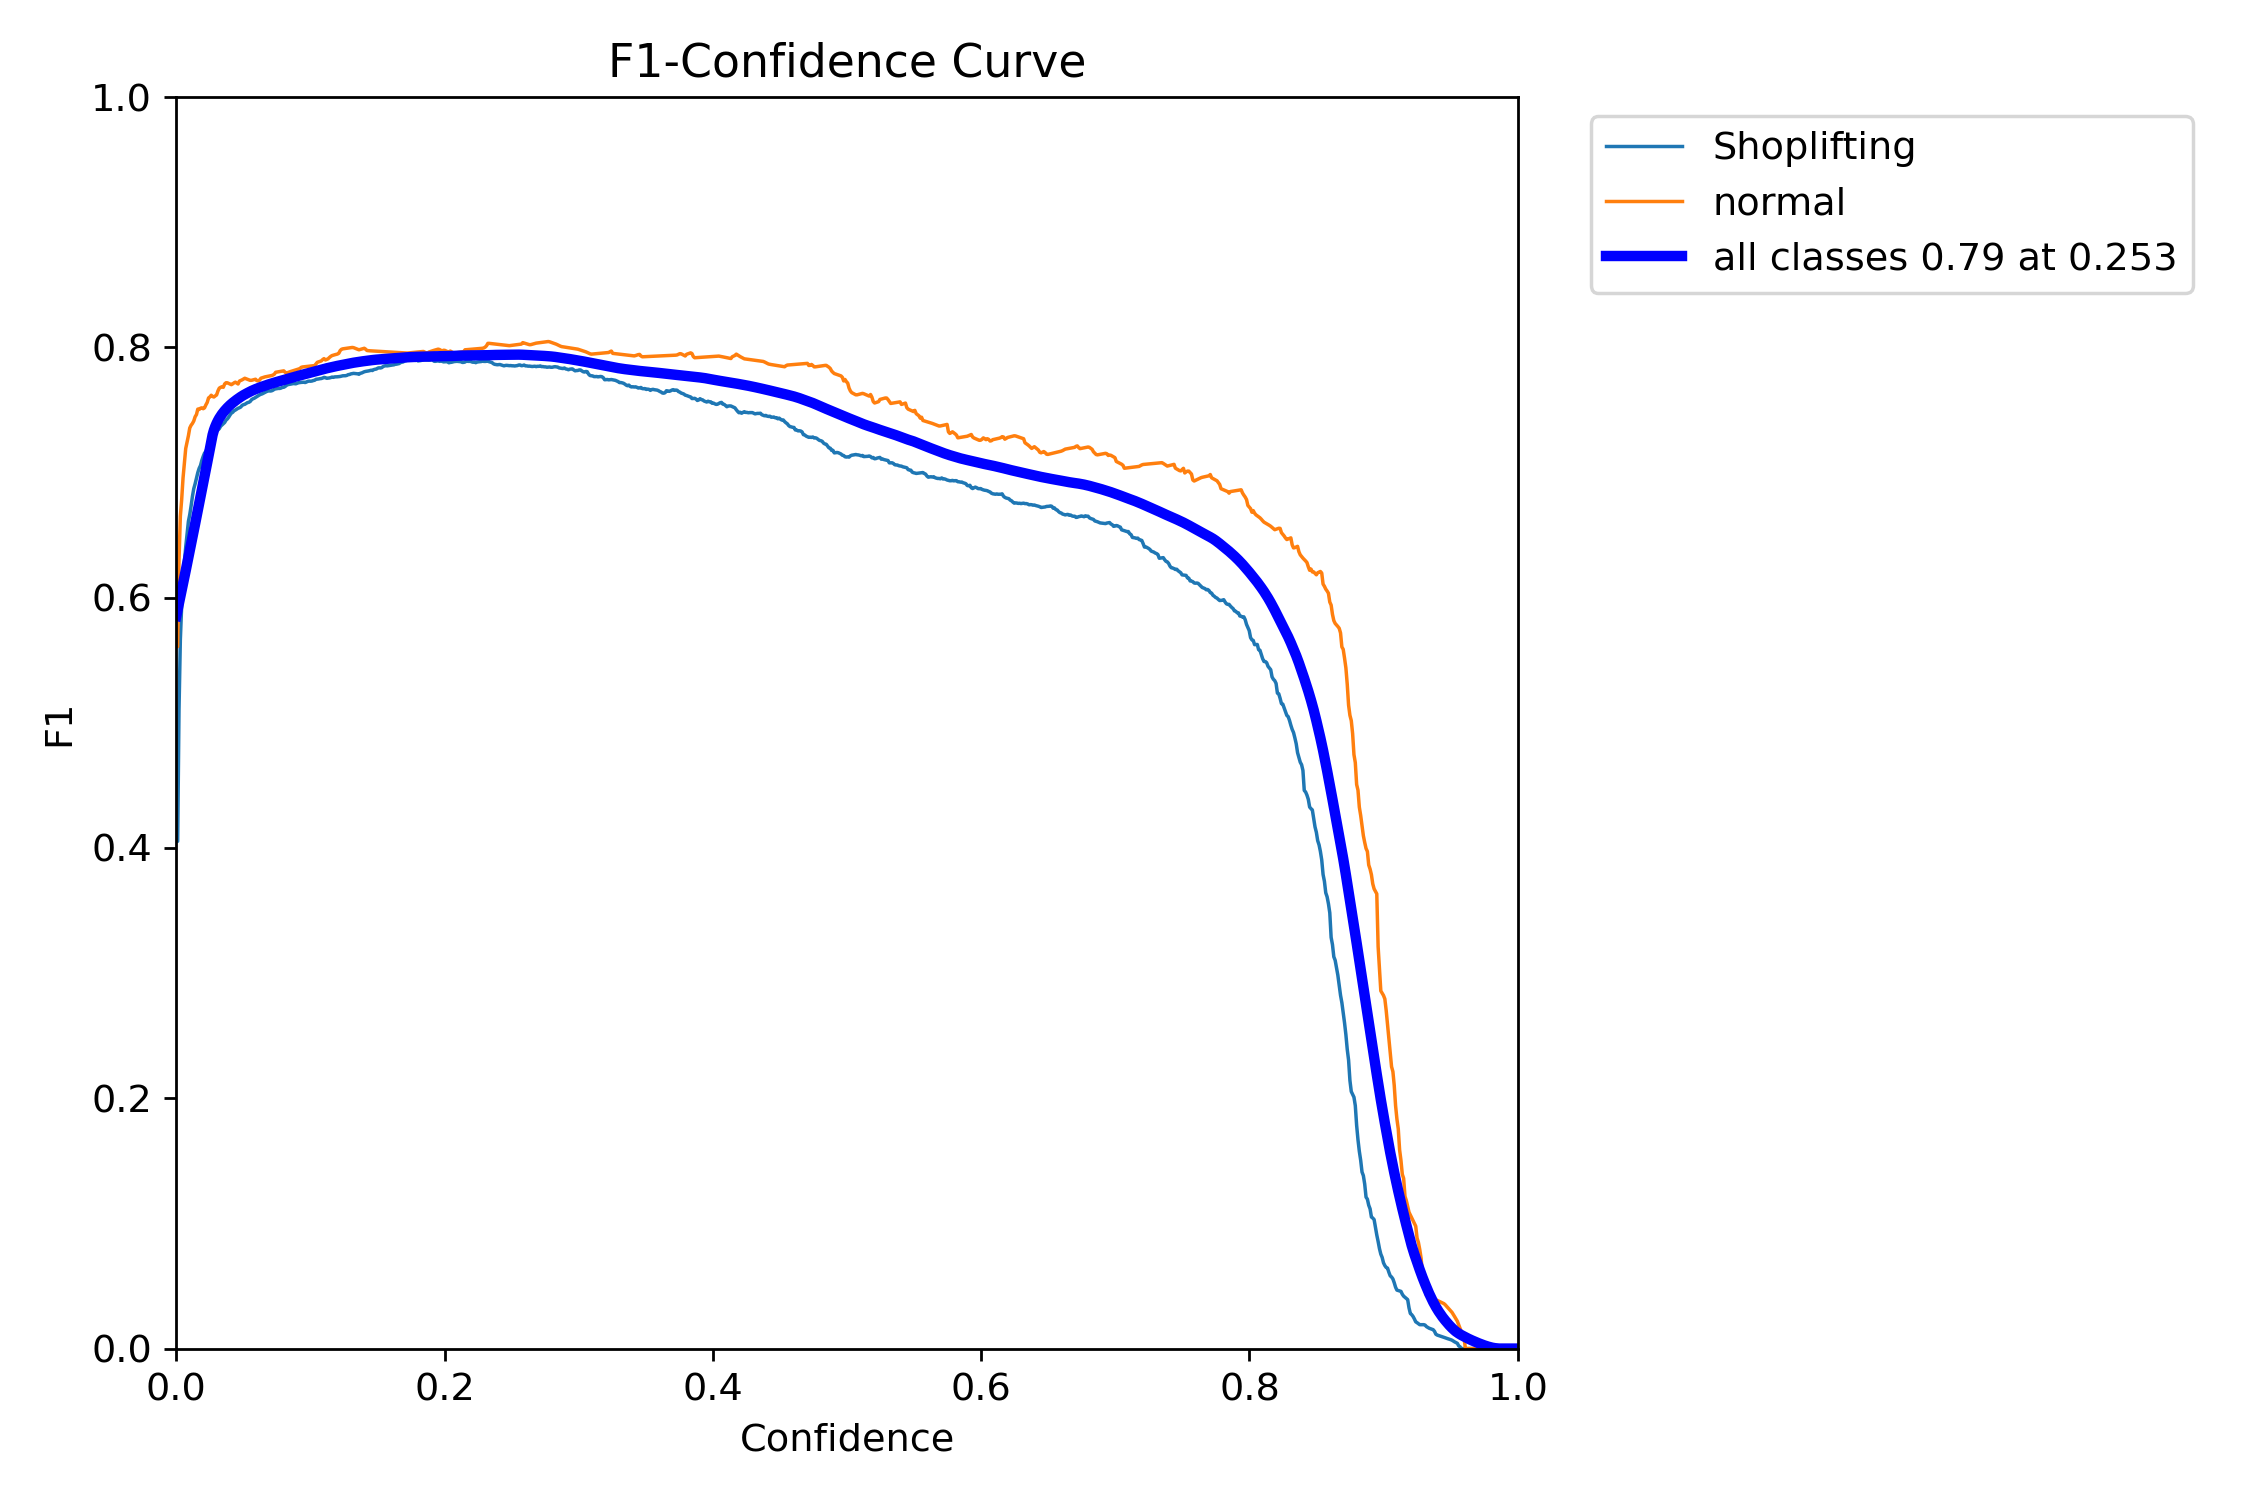 F1-Confidence Curve
1.0
0.8
0.6
0.4
0.2
0.0
F1
0.0 0.2 0.4 0.6 0.8 1.0
Confidence
Shoplifting
normal
all classes 0.79 at 0.253